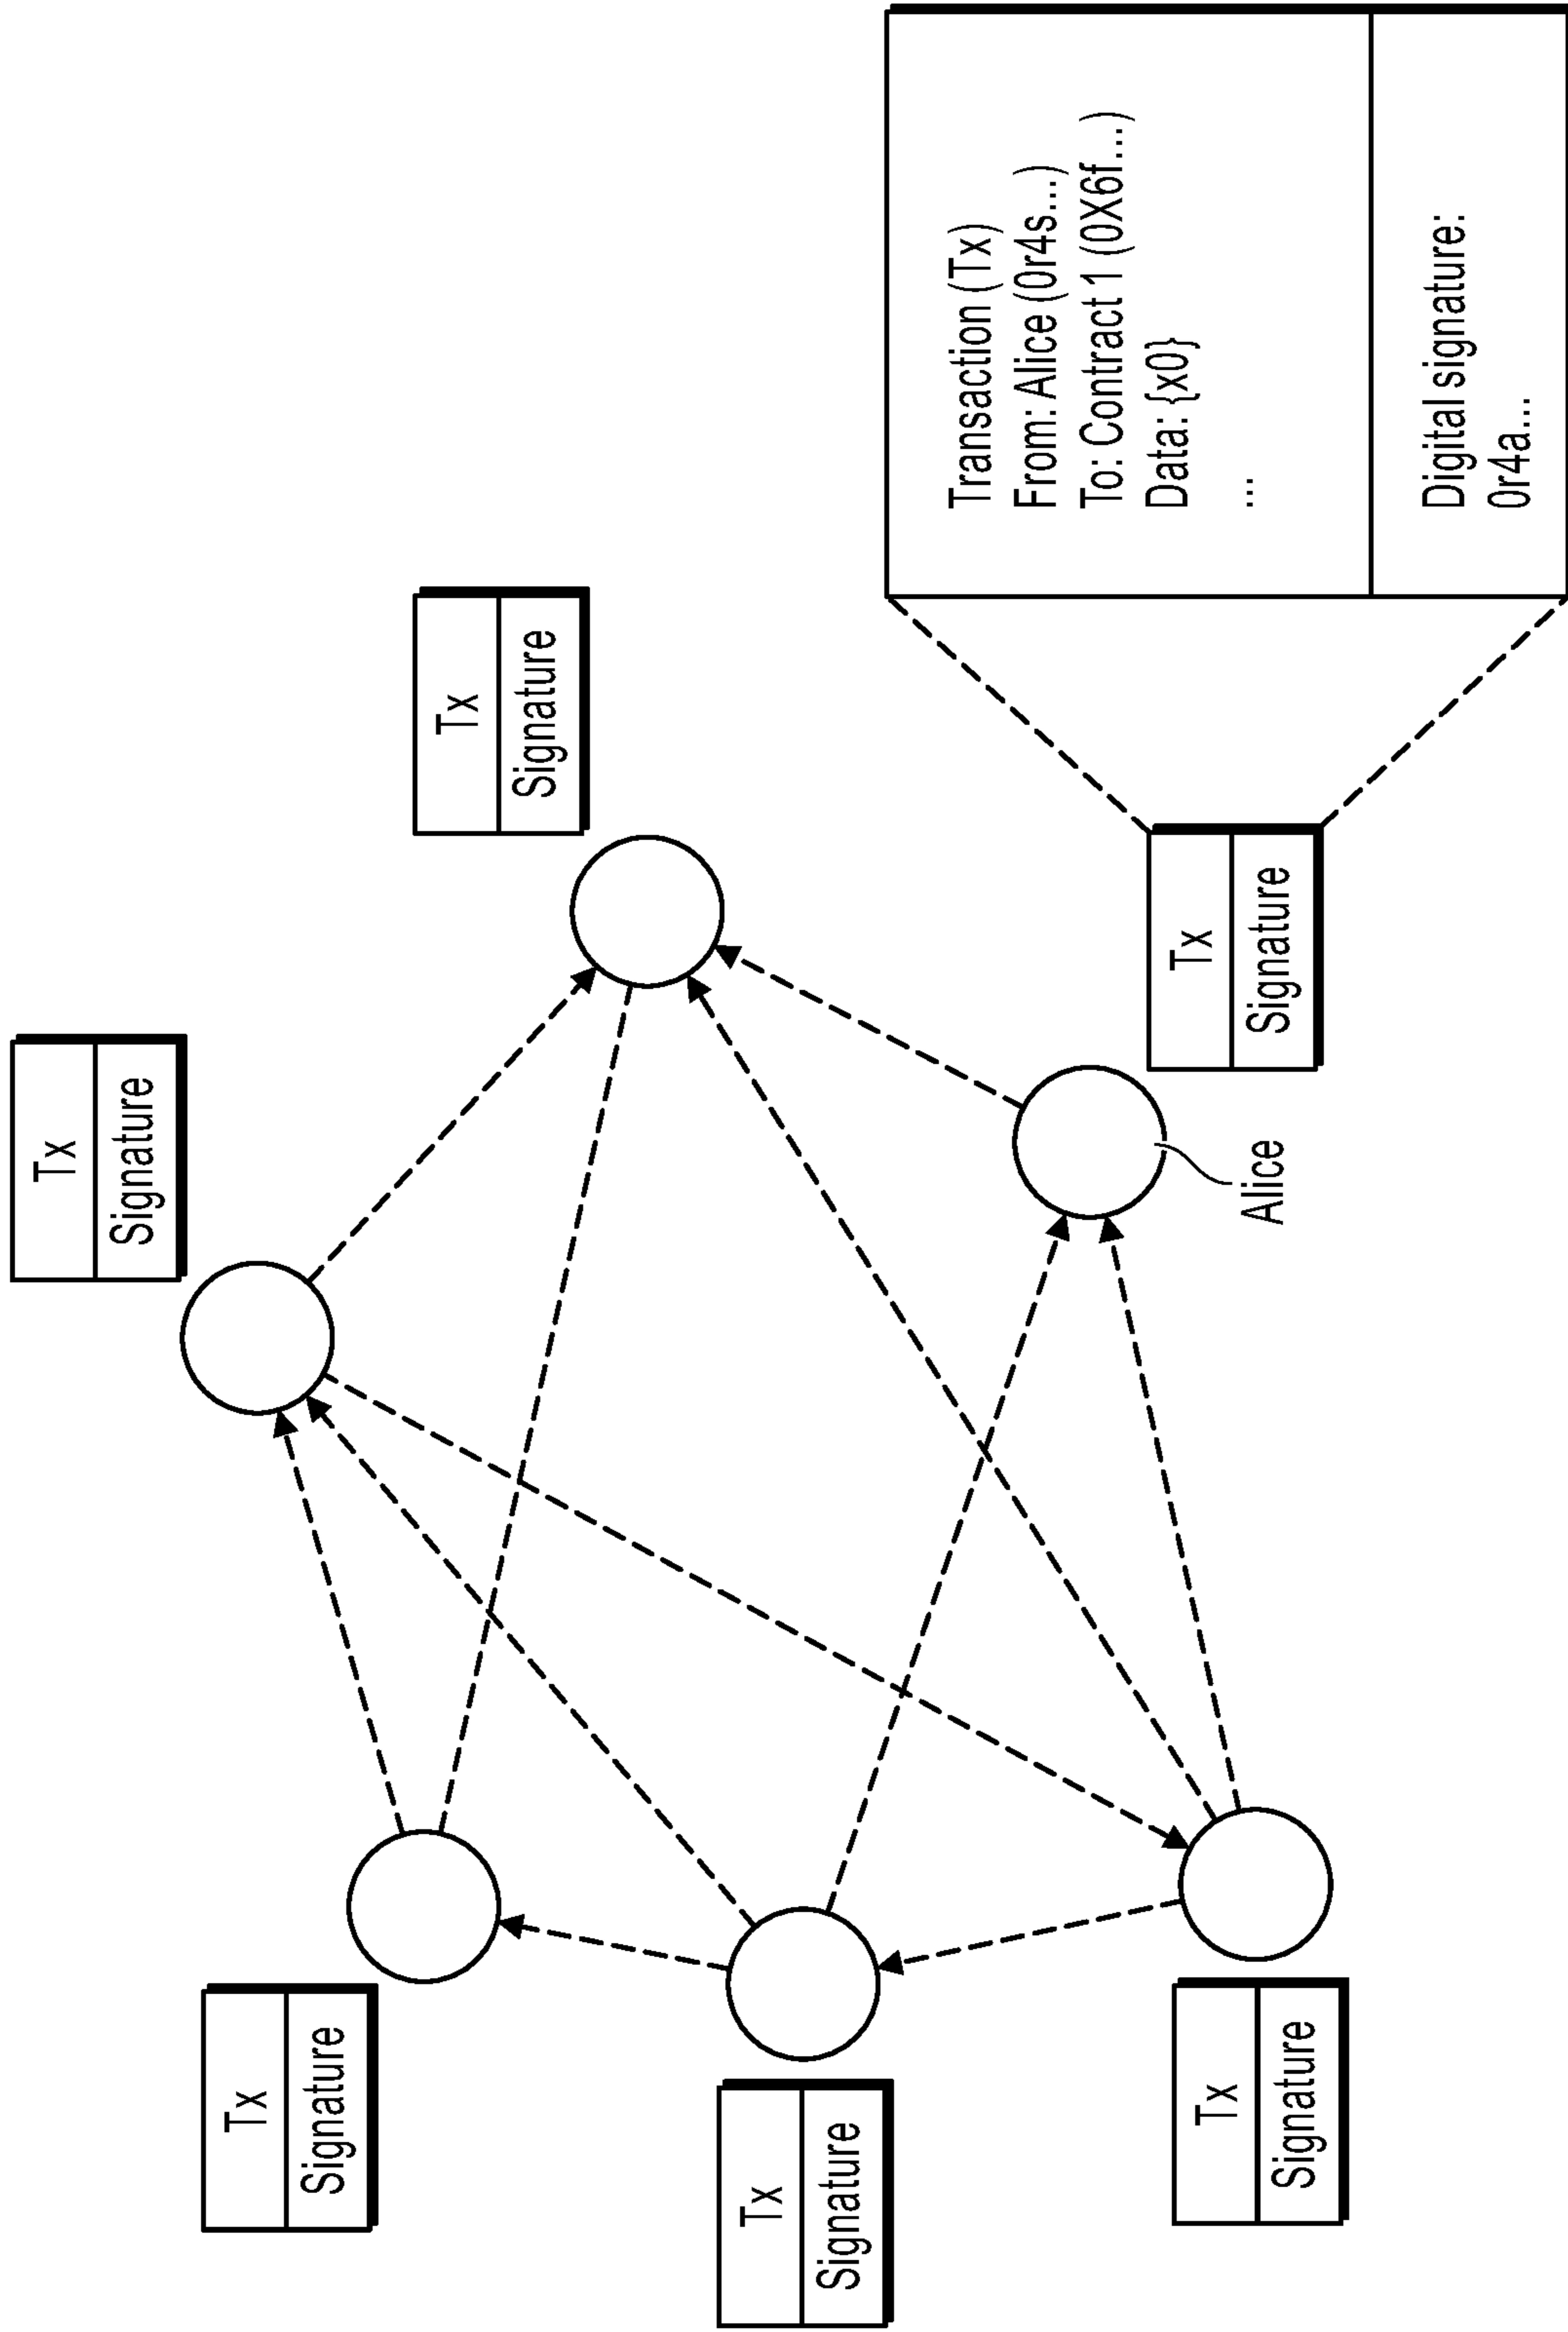 Tx
Signature
Tx
Signature
Tx
Signature
Tx
Signature
Tx
Signature
Alice
Tx
Signature
Transaction (Tx)
From: Alice (0r4s...)
To: Contract 1 (0X6f...)
Data: {x0}
...
Digital signature:
0r4a...